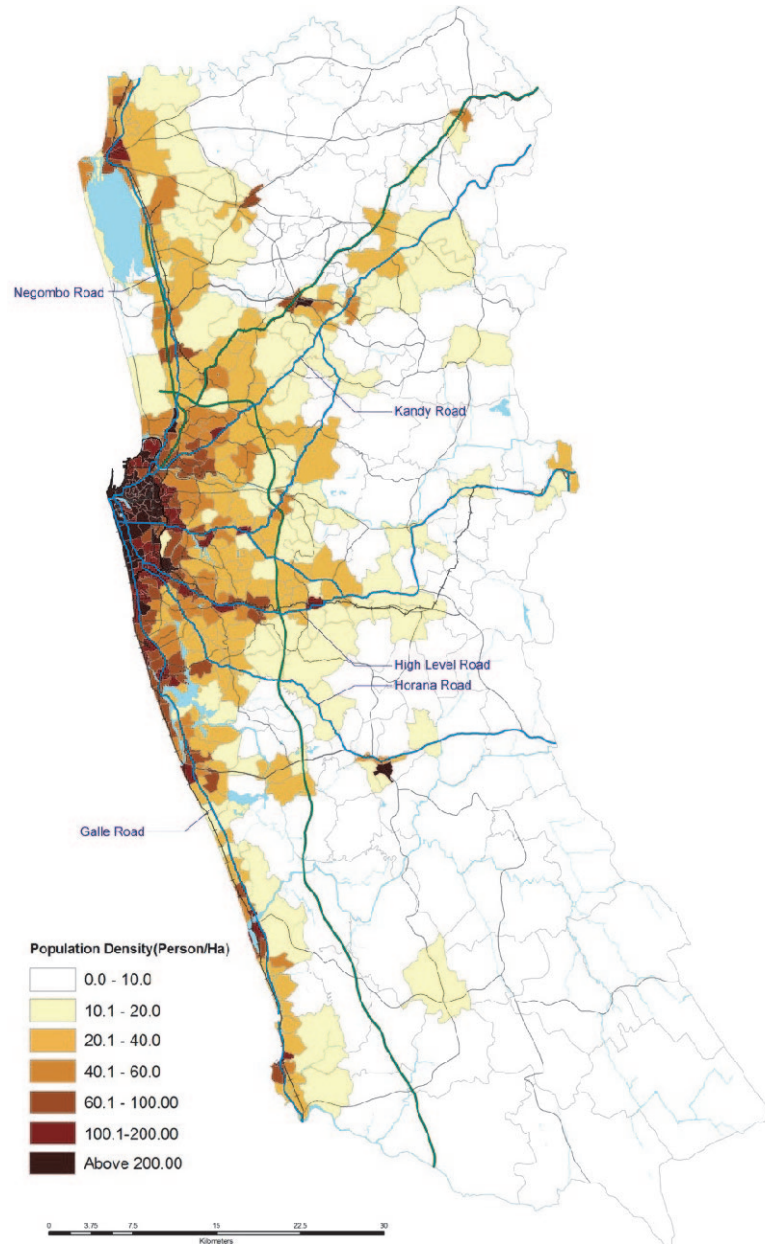 Negombo Road
Kandy Road
High Level Road
Horana Road
Galle Road
Population Density(Person/Ha)
0.0 - 10.0
10.1 - 20.0
20.1 - 40.0
40.1 - 60.0
60.1 - 100.00
100.1-200.00
Above 200.00
0 3.75 7.5 15 22.5 30
Kilometers